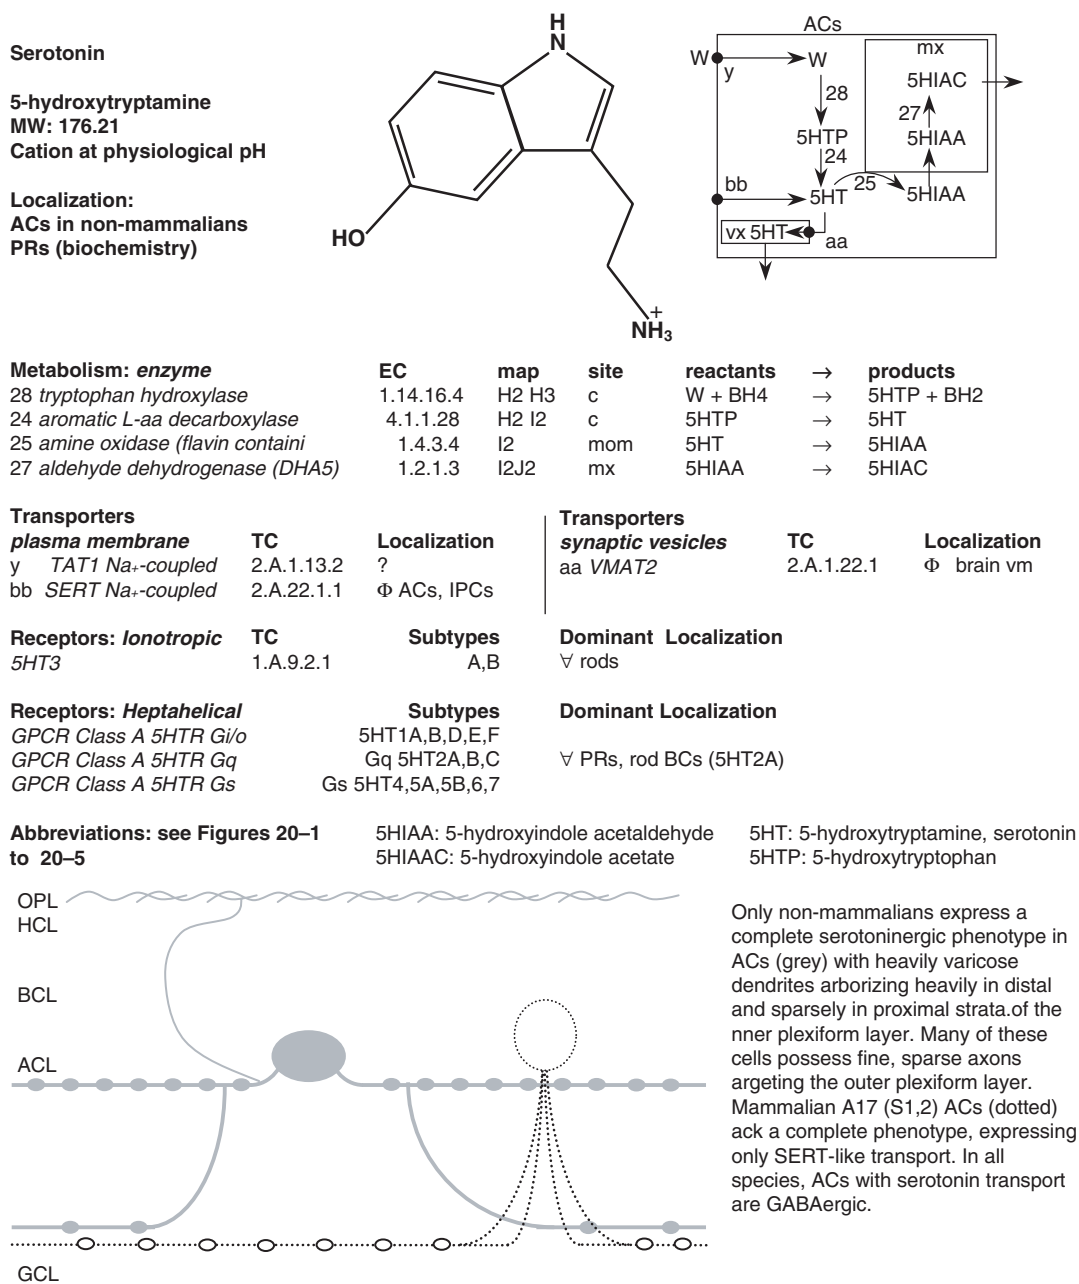 Serotonin
5-hydroxytryptamine
MW: 176.21
Cation at physiological pH
Localization:
ACs in non-mammalians
PRs (biochemistry)
H
N
HO
+
NH3
ACs
W
y
W
28
5HTP
24
bb
5HT
25
5HIAA
mx
5HIAC
27
5HIAA
vx 5HT
aa
Metabolism: enzyme EC map site reactants → products
28 tryptophan hydroxylase 1.14.16.4 H2 H3 c W + BH4 → 5HTP + BH2
24 aromatic L-aa decarboxylase 4.1.1.28 H2 I2 c 5HTP → 5HT
25 amine oxidase (flavin containi 1.4.3.4 I2 mom 5HT → 5HIAA
27 aldehyde dehydrogenase (DHA5) 1.2.1.3 I2J2 mx 5HIAA → 5HIAC
Transporters
plasma membrane TC Localization
y TAT1 Na+-coupled 2.A.1.13.2 ?
bb SERT Na+-coupled 2.A.22.1.1 Φ ACs, IPCs
Transporters
synaptic vesicles TC Localization
aa VMAT2 2.A.1.22.1 Φ brain vm
Receptors: Ionotropic TC Subtypes Dominant Localization
5HT3 1.A.9.2.1 A,B ∀ rods
Receptors: Heptahelical Subtypes Dominant Localization
GPCR Class A 5HTR Gi/o 5HT1A,B,D,E,F
GPCR Class A 5HTR Gq Gq 5HT2A,B,C ∀ PRs, rod BCs (5HT2A)
GPCR Class A 5HTR Gs Gs 5HT4,5A,5B,6,7
Abbreviations: see Figures 20–1
to 20–5
5HIAA: 5-hydroxyindole acetaldehyde
5HIAAC: 5-hydroxyindole acetate
5HT: 5-hydroxytryptamine, serotonin
5HTP: 5-hydroxytryptophan
OPL
HCL
BCL
ACL
GCL
Only non-mammalians express a
complete serotoninergic phenotype in
ACs (grey) with heavily varicose
dendrites arborizing heavily in distal
and sparsely in proximal strata.of the
nner plexiform layer. Many of these
cells possess fine, sparse axons
argeting the outer plexiform layer.
Mammalian A17 (S1,2) ACs (dotted)
ack a complete phenotype, expressing
only SERT-like transport. In all
species, ACs with serotonin transport
are GABAergic.